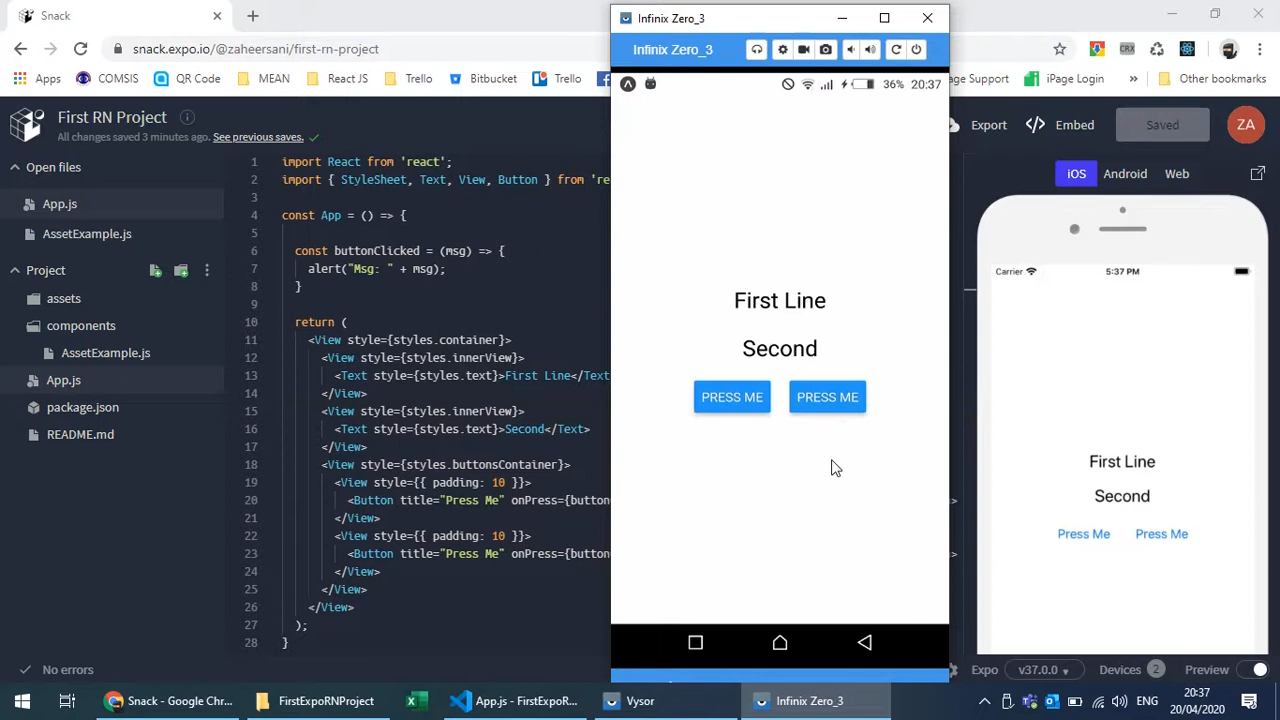 Snack
snack.expo.io/@zaheersani/first-rn-project
Apps
COMSIS
QR Code
MEAN
React JS
Trello
Bitbucket
Trello
Infinix Zero_3
Infinix Zero_3
36%
20:37
First Line
Second
PRESS ME
PRESS ME
CRX
Page Support
»
Other bookmarks
First RN Project
All changes saved 3 minutes ago. See previous saves.
Export
Embed
Saved
ZA
Open files
App.js
AssetExample.js
Project
assets
components
AssetExample.js
App.js
package.json
README.md
1 import React from 'react';
2 import { StyleSheet, Text, View, Button } from 're
3
4 const App = () => {
5
6 const buttonClicked = (msg) => {
7 alert("Msg: " + msg);
8 }
9
10 return (
11 <View style={styles.container}>
12 <View style={styles.innerView}>
13 <Text style={styles.text}>First Line</Text
14 </View>
15 <View style={styles.innerView}>
16 <Text style={styles.text}>Second</Text>
17 </View>
18 <View style={styles.buttonsContainer}>
19 <View style={{ padding: 10 }}>
20 <Button title="Press Me" onPress={button
21 </View>
22 <View style={{ padding: 10 }}>
23 <Button title="Press Me" onPress={button
24 </View>
25 </View>
26 </View>
27 );
28 }
iOS
Android
Web
Carrier
5:37 PM
First Line
Second
Press Me
Press Me
No errors
Expo
v37.0.0
Devices
2
Preview
Snack - Google Chr...
FirstExpoRNProject
App.js - FirstExpoR...
Vysor
Infinix Zero_3
ENG
20:37
20/04/2020